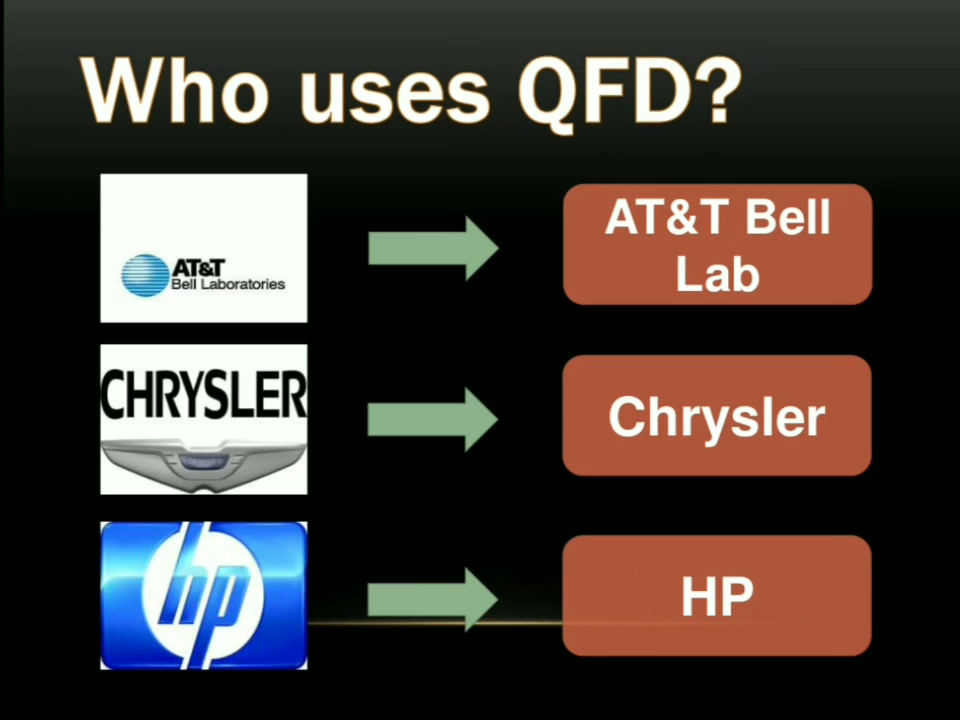 Who uses QFD?
AT&T
Bell Laboratories
AT&T Bell
Lab
CHRYSLER
Chrysler
hp
HP